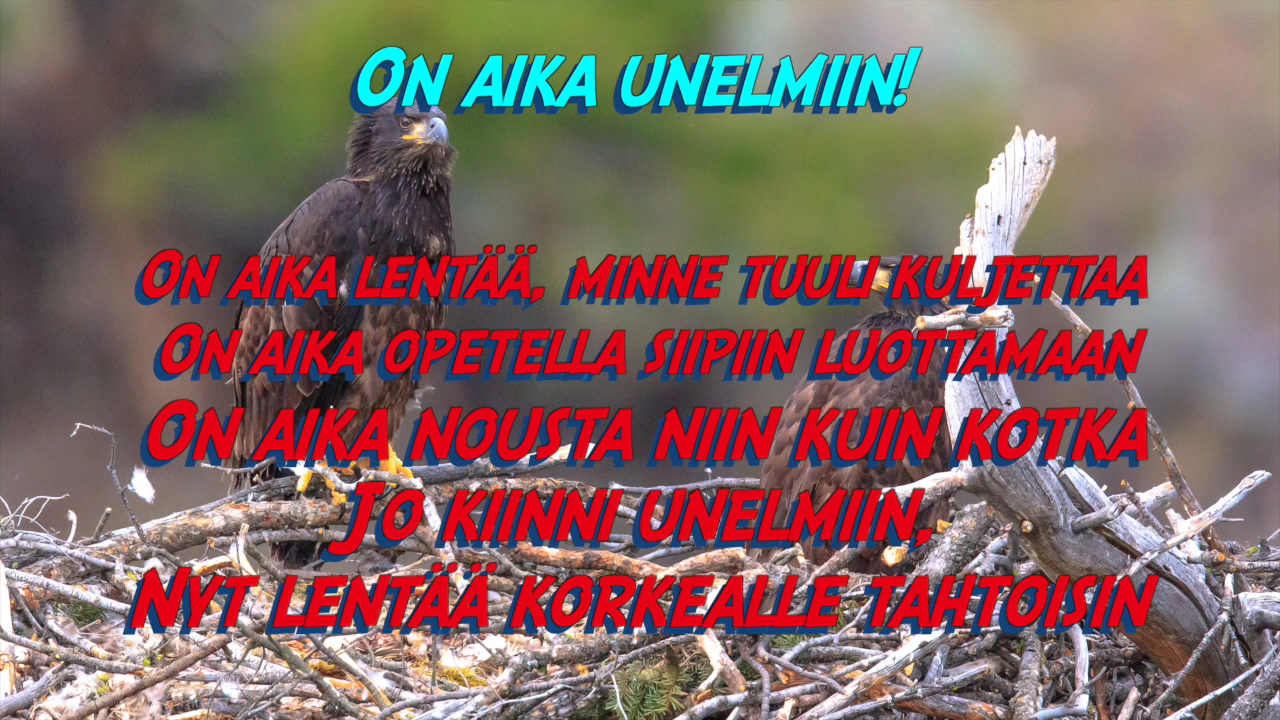 On aika unelmiin!
On aika lentää, minne tuuli kuljettaa
On aika opetella siipiin luottamaan
On aika nousta niin kuin kotka
Jo kiinni unelmiin,
Nyt lentää korkealle tahtoisin